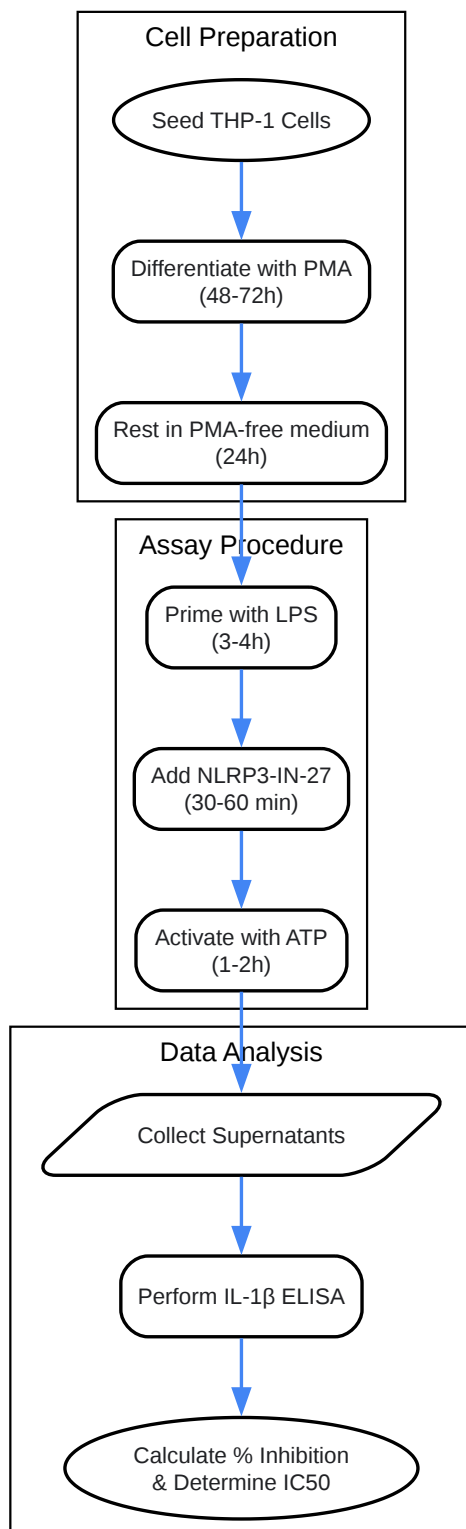 Cell Preparation
Seed THP-1 Cells
Differentiate with PMA
(48-72h)
Rest in PMA-free medium
(24h)
Assay Procedure
Prime with LPS
(3-4h)
Add NLRP3-IN-27
(30-60 min)
Activate with ATP
(1-2h)
Data Analysis
Collect Supernatants
Perform IL-1β ELISA
Calculate % Inhibition
& Determine IC50